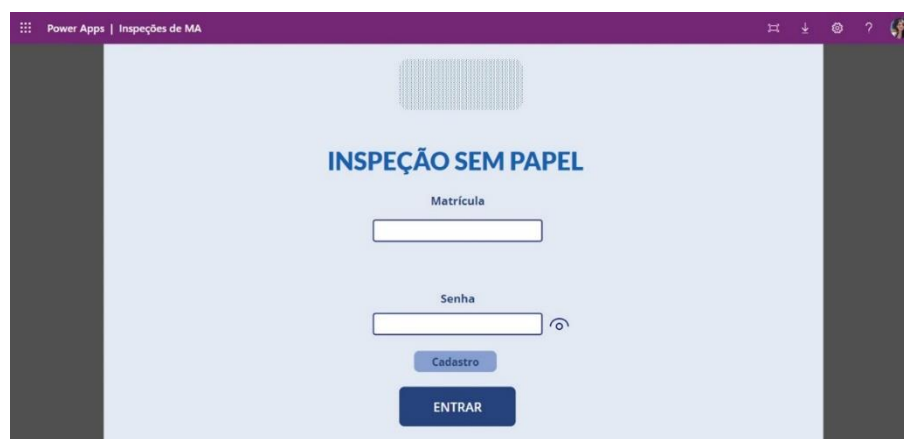 Power Apps | Inspeções de MA
?
INSPEÇÃO SEM PAPEL
Matrícula
Senha
Cadastro
ENTRAR